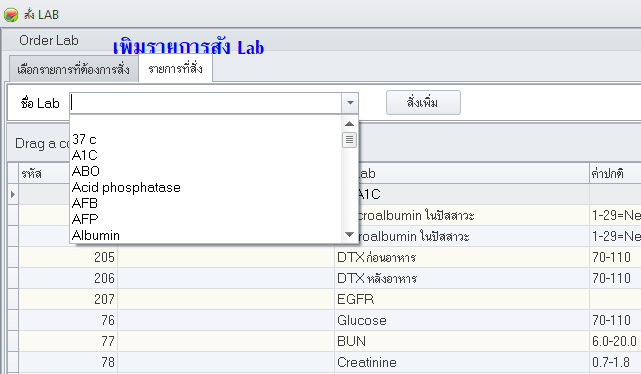 สั่ง LAB
Order Lab
เพิ่มรายการสั่ง Lab
เลือกรายการที่ต้องการสั่ง รายการที่สั่ง
ชื่อ Lab สั่งเพิ่ม
37 c
A1C
ABO
Acid phosphatase
AFB
AFP
Albumin
Drag a co
รหัส Lab ค่าปกติ
A1C
croalbumin ในปัสสาวะ 1-29=Ne
roalbumin ในปัสสาวะ 1-29=Ne
205 DTX ก่อนอาหาร 70-110
206 DTX หลังอาหาร 70-110
207 EGFR
76 Glucose 70-110
77 BUN 6.0-20.0
78 Creatinine 0.7-1.8